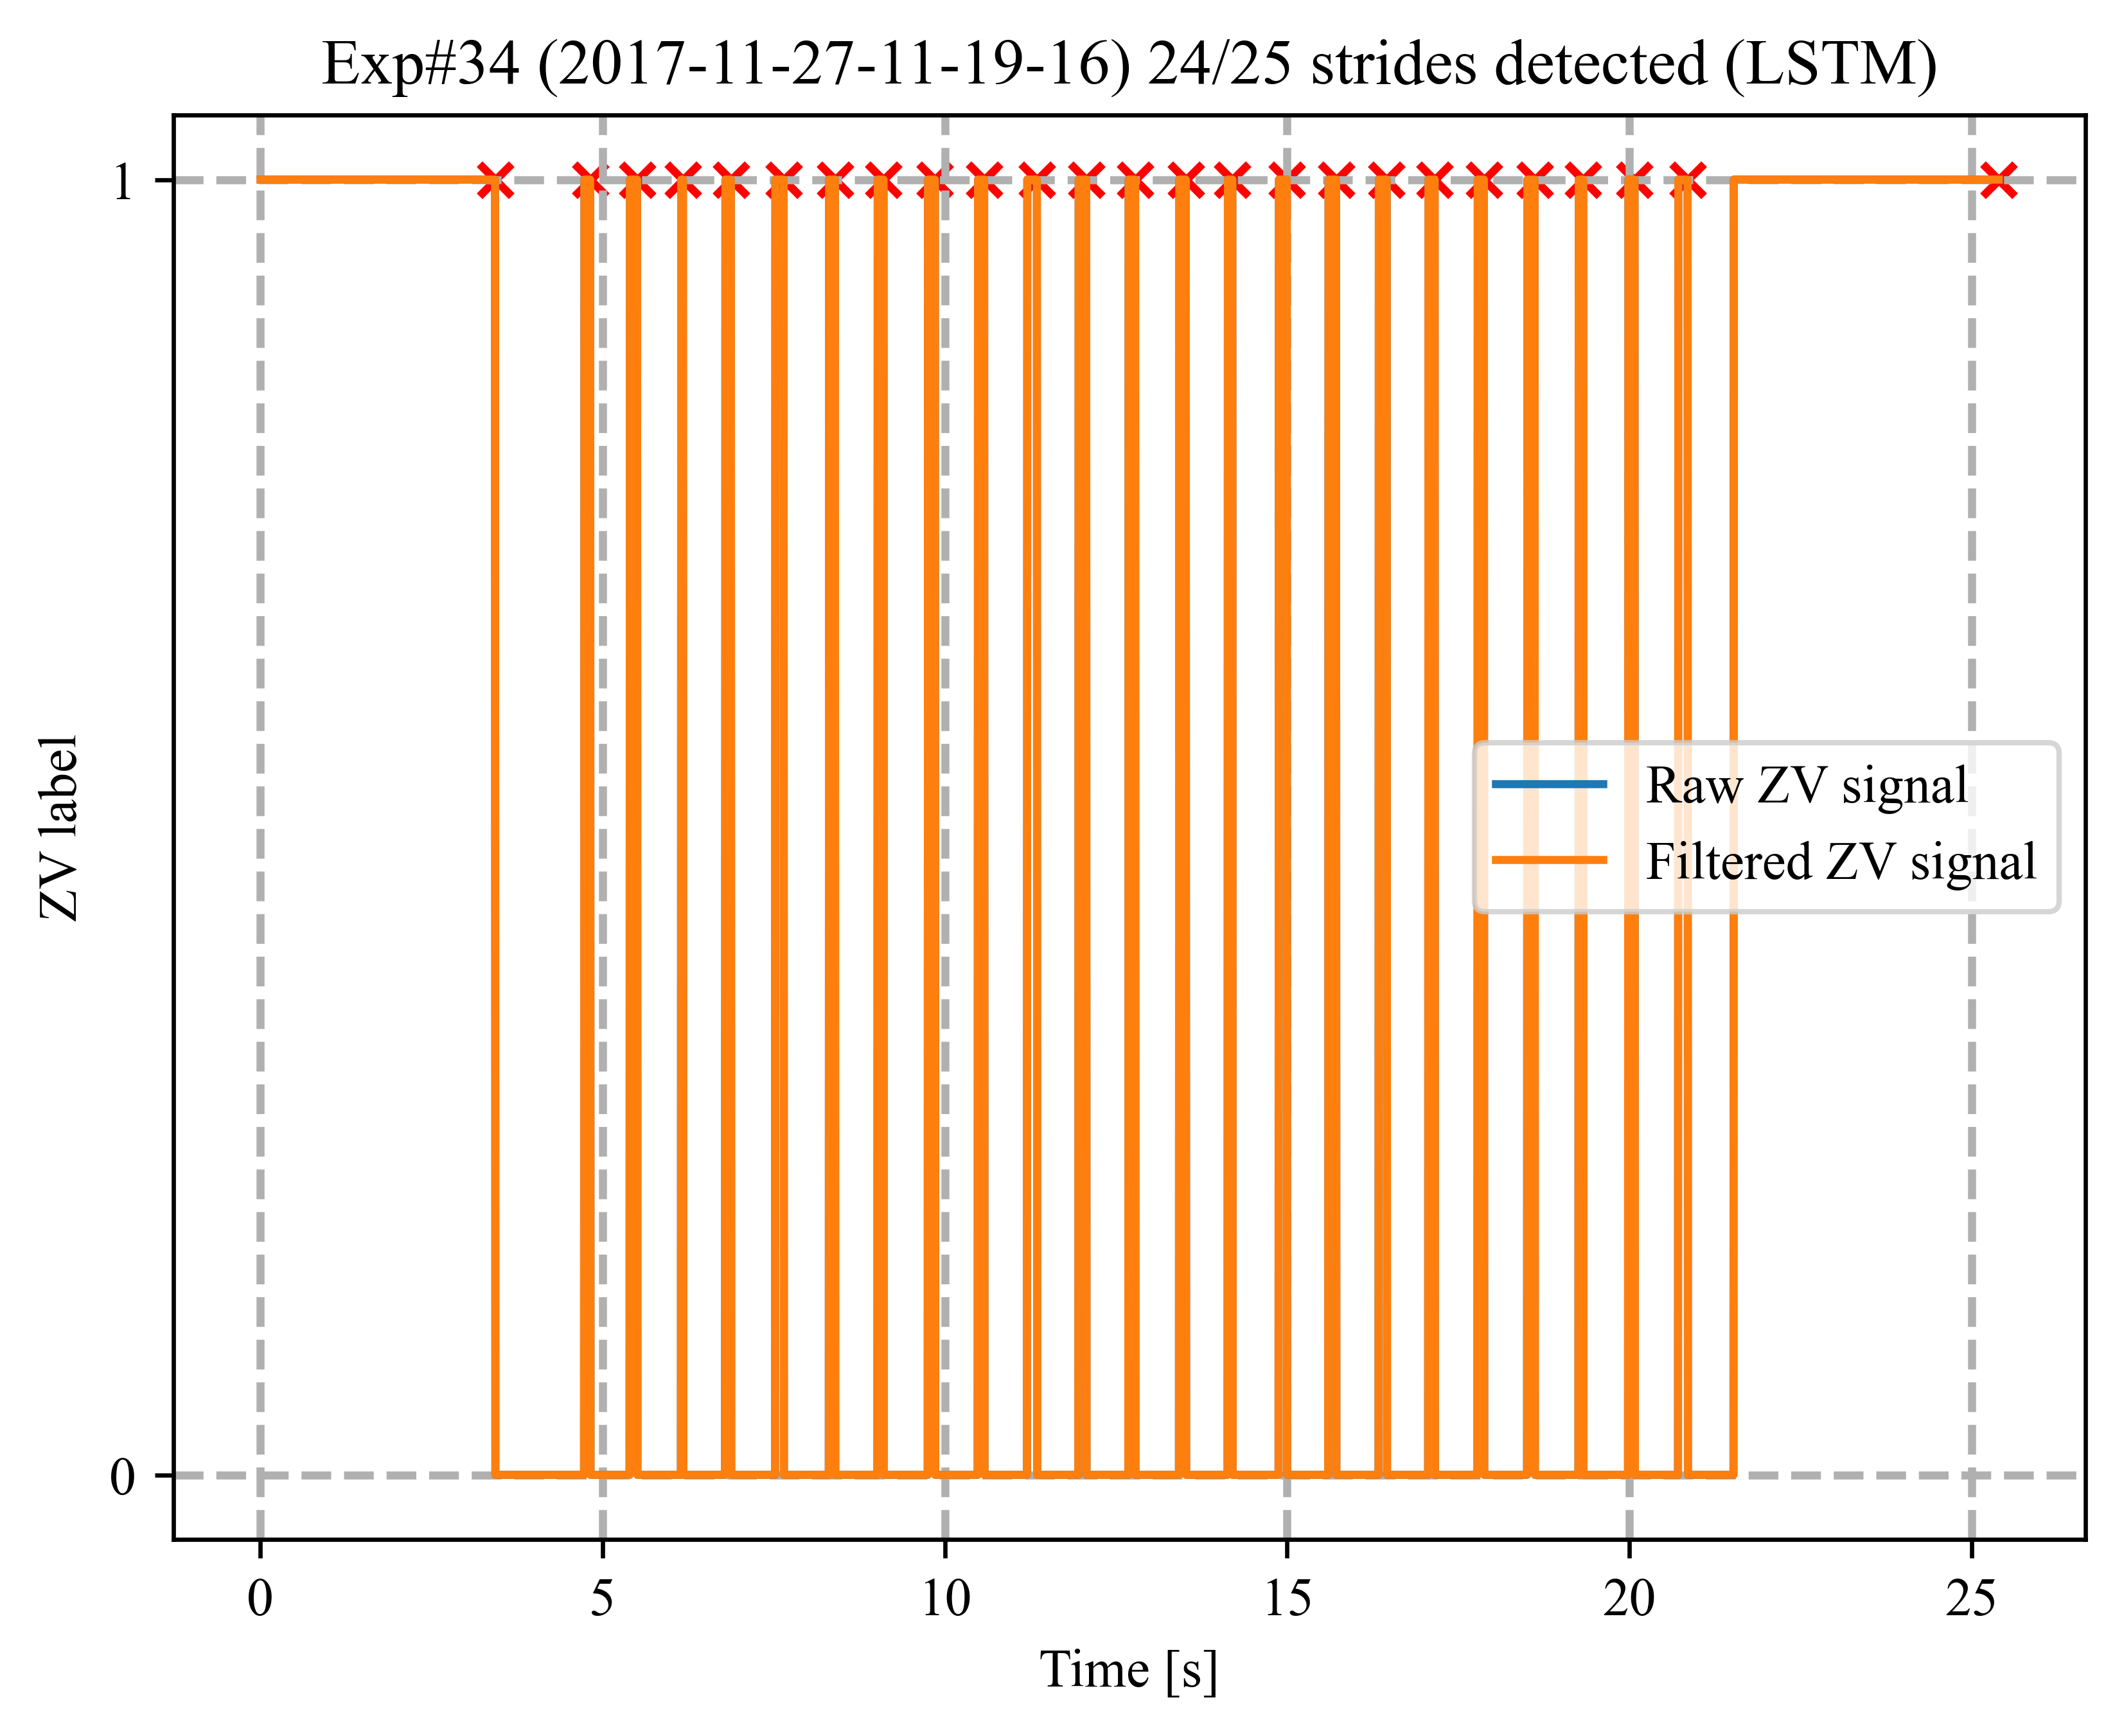 Exp#34 (2017-11-27-11-19-16) 24/25 strides detected (LSTM)
1
ZV label
Raw ZV signal
Filtered ZV signal
0
0 5 10 15 20 25
Time [s]